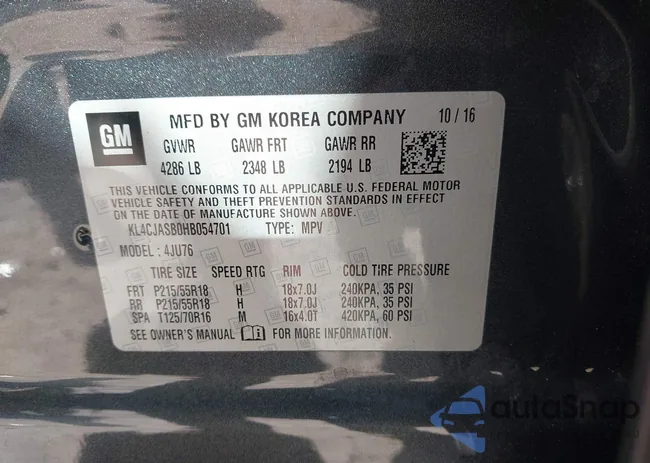 GM
MFD BY GM KOREA COMPANY 10 / 16
GVWR GAWR FRT GAWR RR
4286 LB 2348 LB 2194 LB
THIS VEHICLE CONFORMS TO ALL APPLICABLE U.S. FEDERAL MOTOR
VEHICLE SAFETY AND THEFT PREVENTION STANDARDS IN EFFECT
ON THE DATE OF MANUFACTURE SHOWN ABOVE.
KL4CJASB0HB054701 TYPE: MPV
MODEL : 4JU76
TIRE SIZE SPEED RTG RIM COLD TIRE PRESSURE
FRT P215/55R18 H 18x7.0J 240KPA, 35 PSI
RR P215/55R18 H 18x7.0J 240KPA, 35 PSI
SPA T125/70R16 M 16x4.0T 420KPA, 60 PSI
SEE OWNER'S MANUAL i FOR MORE INFORMATION.
autoSnap